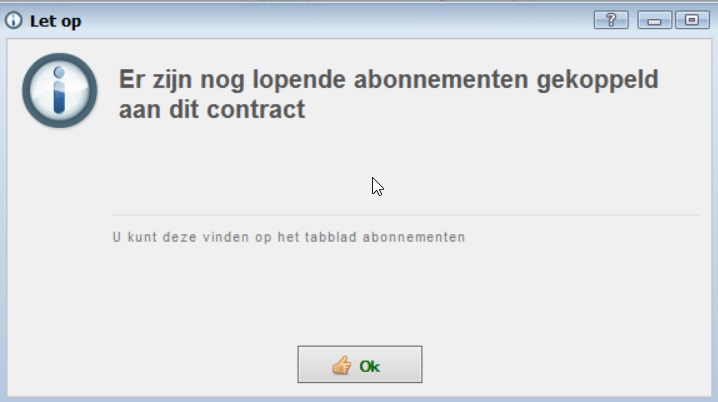 Let op
Er zijn nog lopende abonnementen gekoppeld
aan dit contract
U kunt deze vinden op het tabblad abonnementen
Ok